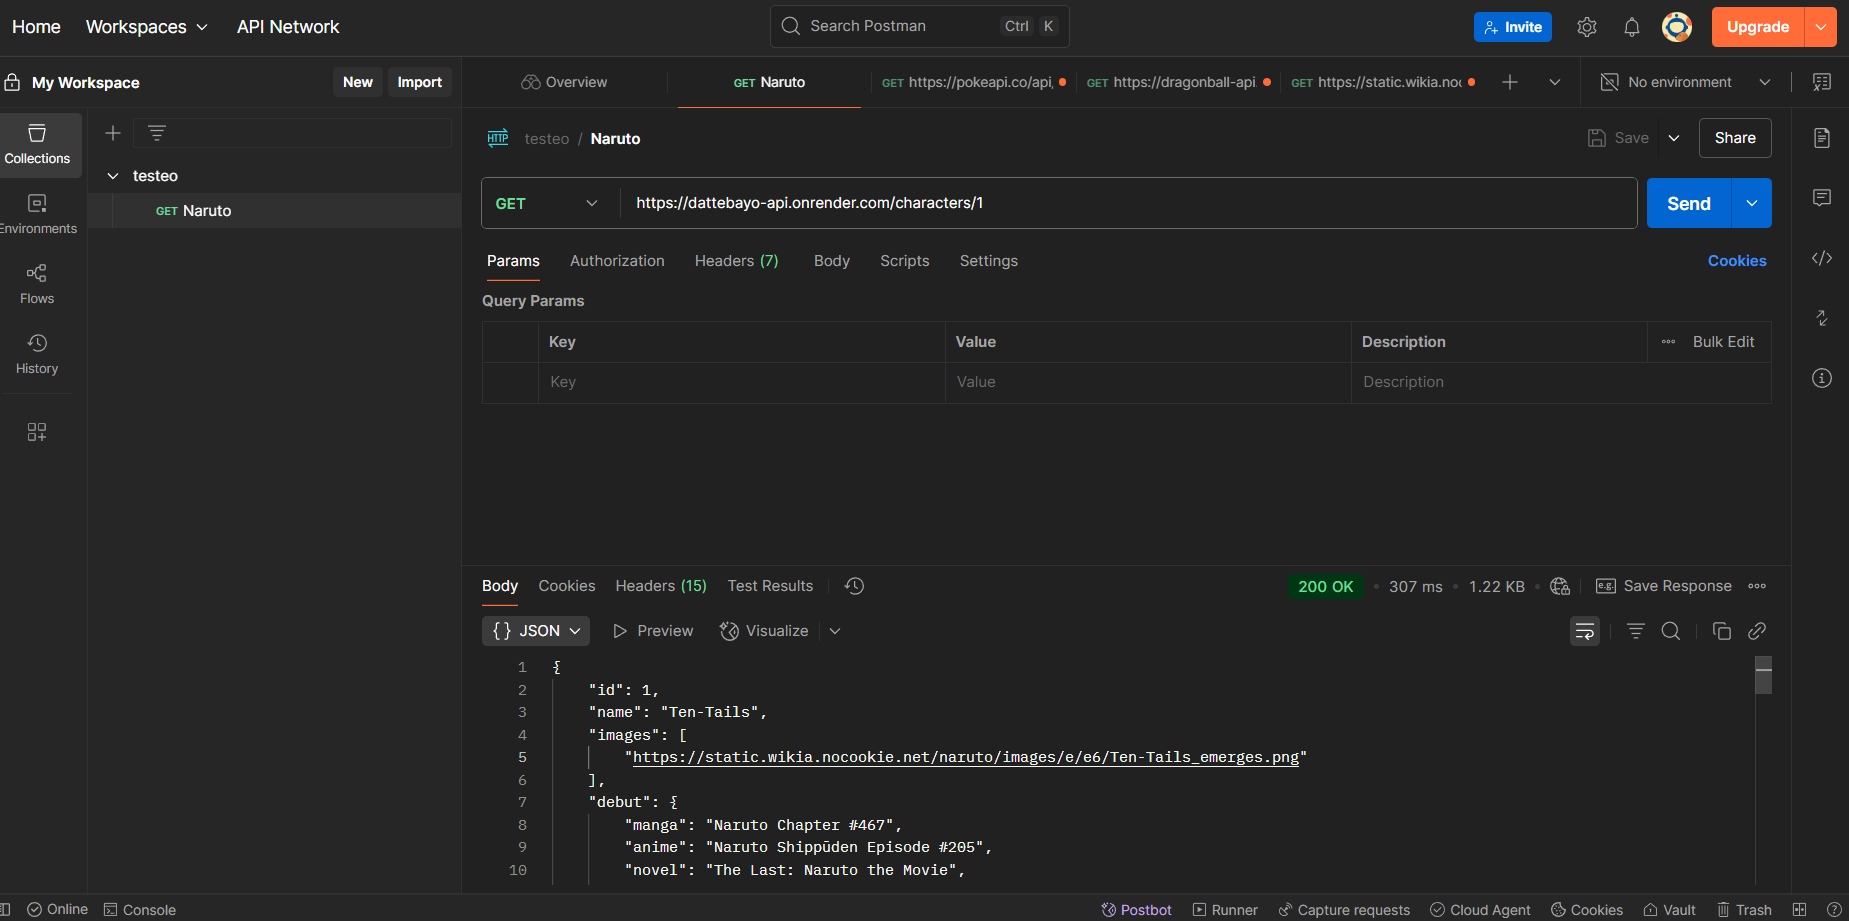 Home Workspaces API Network Search Postman Ctrl K Invite Upgrade
My Workspace New Import Overview GET Naruto GET https://pokeapi.co/api, GET https://dragonball-api. GET https://static.wikia.noc No environment
Collections
testeo
GET Naruto
Environments
Flows
History
HTTP testeo / Naruto Save Share
GET https://dattebayo-api.onrender.com/characters/1 Send
Params Authorization Headers (7) Body Scripts Settings Cookies
Query Params
Key Value Description Bulk Edit
Key Value Description
Body Cookies Headers (15) Test Results 200 OK • 307 ms • 1.22 KB • e.g. Save Response
{} JSON Preview Visualize
1 {
2 "id": 1,
3 "name": "Ten-Tails",
4 "images": [
5 "https://static.wikia.nocookie.net/naruto/images/e/e6/Ten-Tails_emerges.png"
6 ],
7 "debut": {
8 "manga": "Naruto Chapter #467",
9 "anime": "Naruto Shippūden Episode #205",
10 "novel": "The Last: Naruto the Movie",
Online Console Postbot Runner Capture requests Cloud Agent Cookies Vault Trash